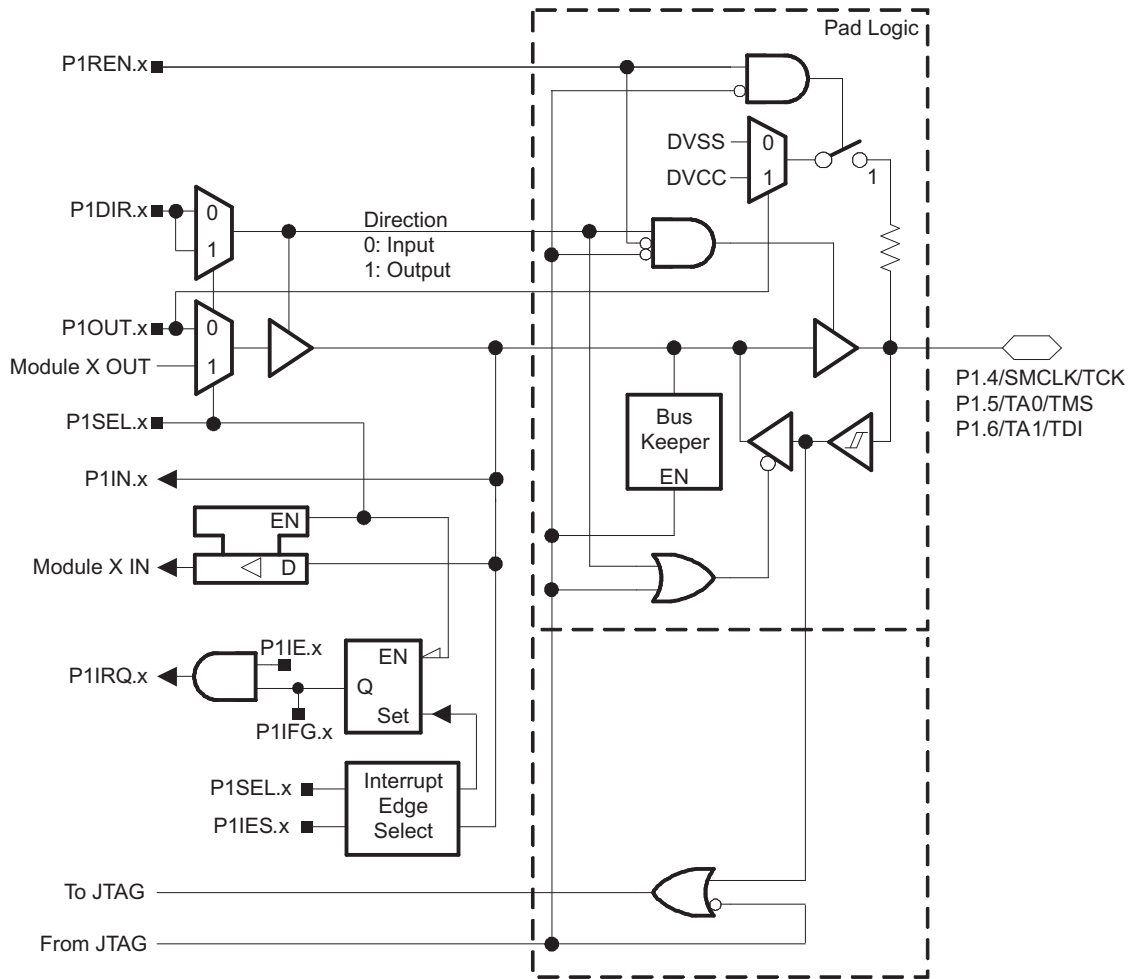 Pad Logic
P1REN.x
DVSS
0
DVCC
1
1
P1DIR.x
0
1
Direction
0: Input
1: Output
P1OUT.x
0
Module X OUT
1
P1.4/SMCLK/TCK
P1.5/TA0/TMS
P1.6/TA1/TDI
P1SEL.x
Bus
Keeper
EN
P1IN.x
EN
Module X IN
D
P1IE.x
P1IRQ.x
EN
Q
Set
P1IFG.x
P1SEL.x
P1IES.x
Interrupt
Edge
Select
To JTAG
From JTAG